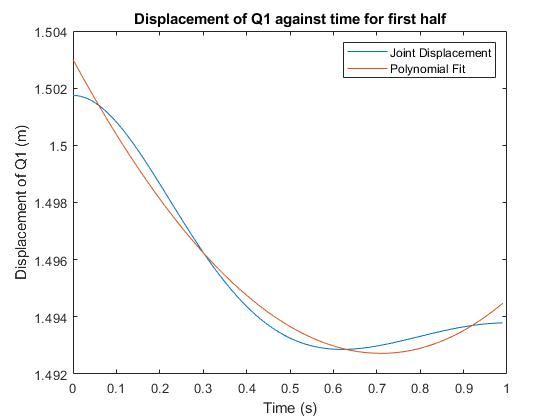 Displacement of Q1 against time for first half
1.504
Joint Displacement
Polynomial Fit
1.502
1.5
1.498
1.496
1.494
1.492
Displacement of Q1 (m)
0 0.1 0.2 0.3 0.4 0.5 0.6 0.7 0.8 0.9 1
Time (s)